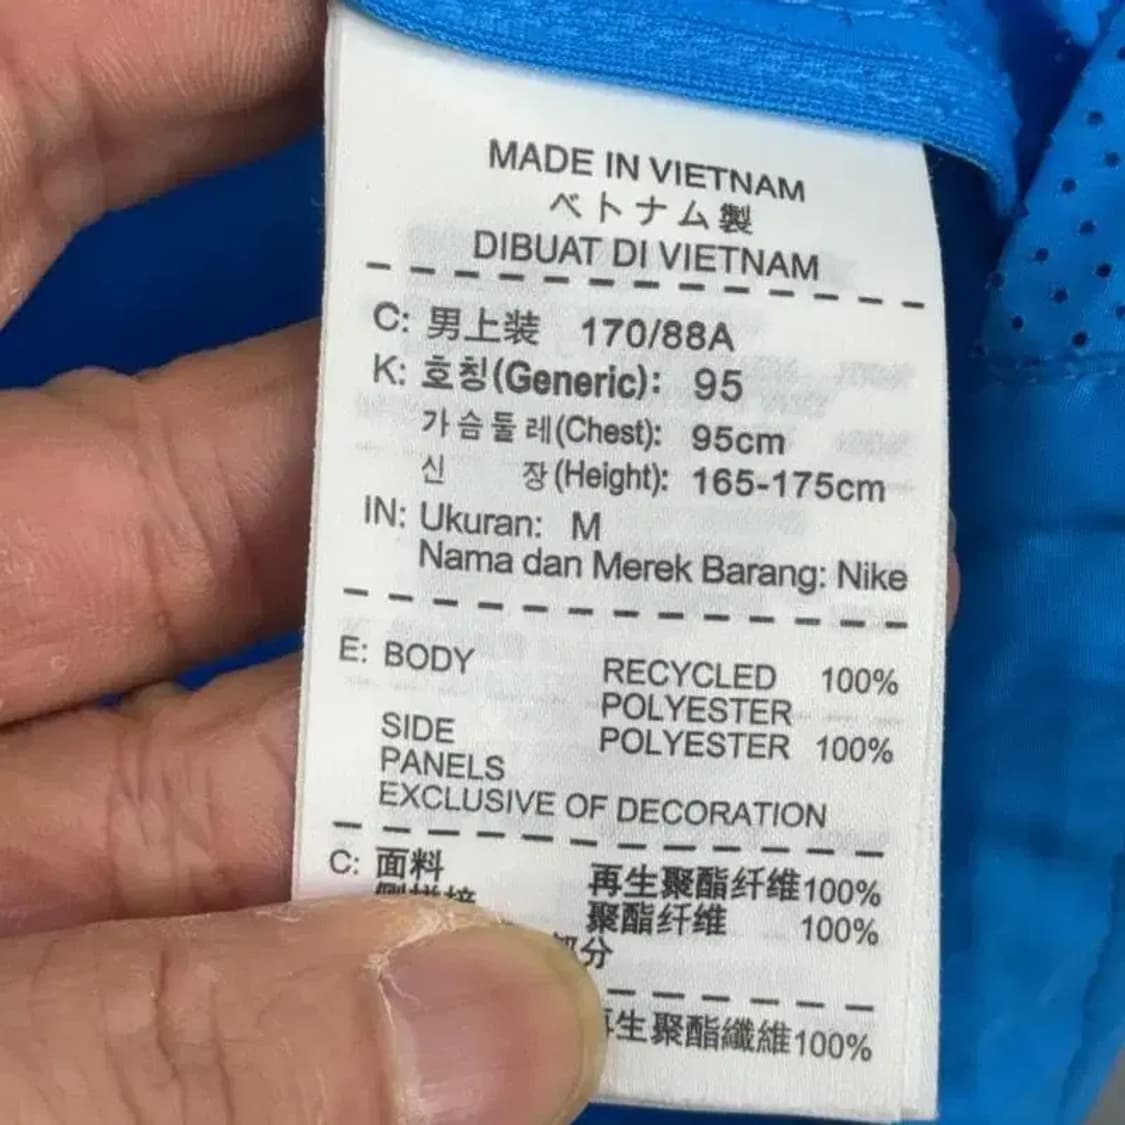 MADE IN VIETNAM
ベトナム製
DIBUAT DI VIETNAM
C: 男上装 170/88A
K: 호칭(Generic): 95
가슴둘레(Chest): 95cm
신 장(Height): 165-175cm
IN: Ukuran: M
Nama dan Merek Barang: Nike
E: BODY RECYCLED 100%
POLYESTER
SIDE POLYESTER 100%
PANELS
EXCLUSIVE OF DECORATION
C: 面料 再生聚酯纤维100%
聚酯纤维 100%
部分
生聚酯纖維100%